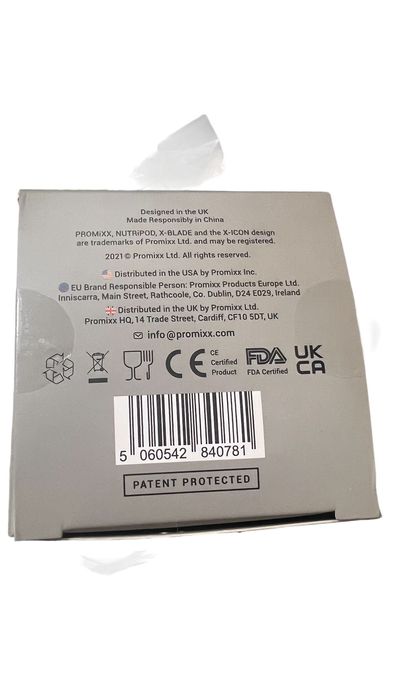 Designed in the UK
Made Responsibly in China
PROMiXX, NUTRiPOD, X-BLADE and the X-ICON design
are trademarks of Promixx Ltd. and may be registered.
2021© Promixx Ltd. All rights reserved.
Distributed in the USA by Promixx Inc.
EU Brand Responsible Person: Promixx Products Europe Ltd.
Inniscarra, Main Street, Rathcoole, Co. Dublin, D24 E029, Ireland
Distributed in the UK by Promixx Ltd.
Promixx HQ, 14 Trade Street, Cardiff, CF10 5DT, UK
info@promixx.com
CE CE Certified Product FDA FDA Certified UK CA
5 060542 840781
PATENT PROTECTED